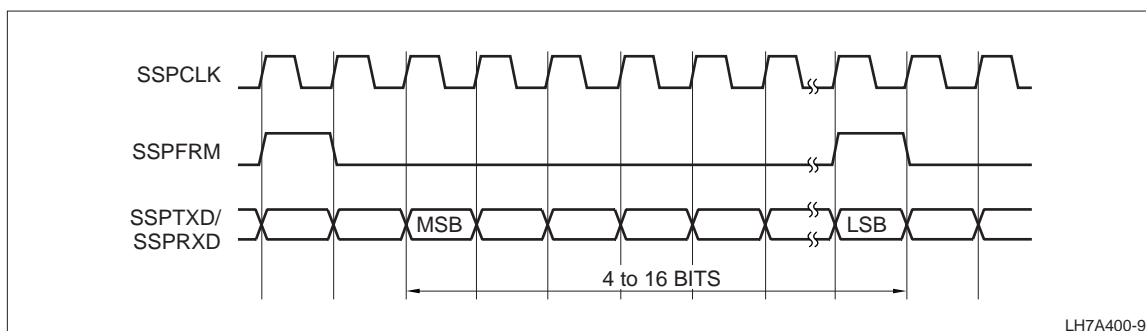 SSPCLK
SSPFRM
SSPTXD/
SSPRXD
MSB
LSB
4 to 16 BITS
LH7A400-9